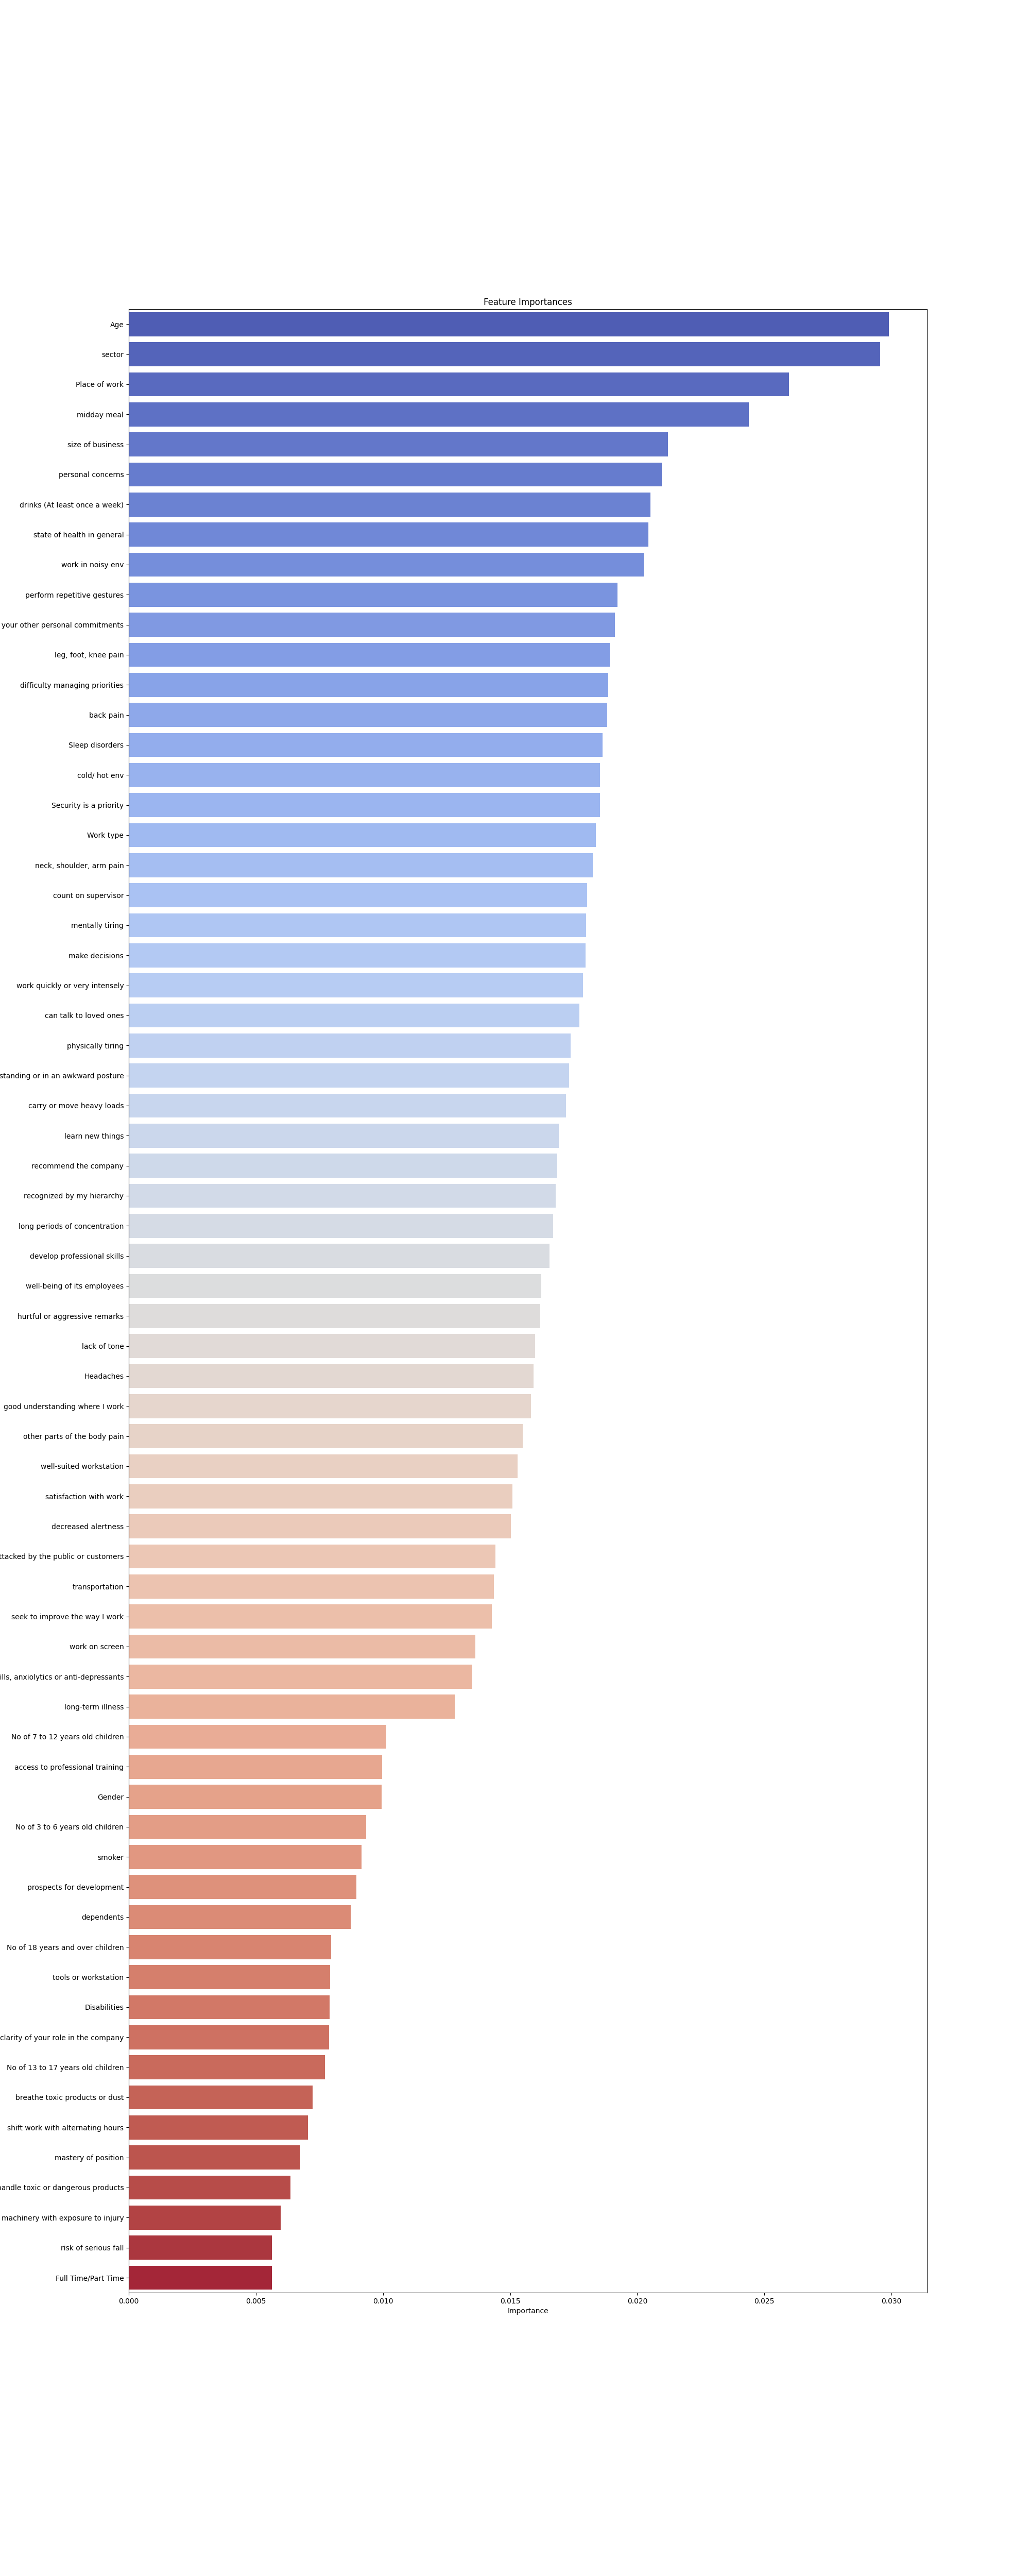 Feature Importances
Age
sector
Place of work
midday meal
size of business
personal concerns
drinks (At least once a week)
state of health in general
work in noisy env
perform repetitive gestures
your other personal commitments
leg, foot, knee pain
difficulty managing priorities
back pain
Sleep disorders
cold/ hot env
Security is a priority
Work type
neck, shoulder, arm pain
count on supervisor
mentally tiring
make decisions
work quickly or very intensely
can talk to loved ones
physically tiring
standing or in an awkward posture
carry or move heavy loads
learn new things
recommend the company
recognized by my hierarchy
long periods of concentration
develop professional skills
well-being of its employees
hurtful or aggressive remarks
lack of tone
Headaches
good understanding where I work
other parts of the body pain
well-suited workstation
satisfaction with work
decreased alertness
ttacked by the public or customers
transportation
seek to improve the way I work
work on screen
ills, anxiolytics or anti-depressants
long-term illness
No of 7 to 12 years old children
access to professional training
Gender
No of 3 to 6 years old children
smoker
prospects for development
dependents
No of 18 years and over children
tools or workstation
Disabilities
clarity of your role in the company
No of 13 to 17 years old children
breathe toxic products or dust
shift work with alternating hours
mastery of position
handle toxic or dangerous products
machinery with exposure to injury
risk of serious fall
Full Time/Part Time
0.000 0.005 0.010 0.015 0.020 0.025 0.030
Importance